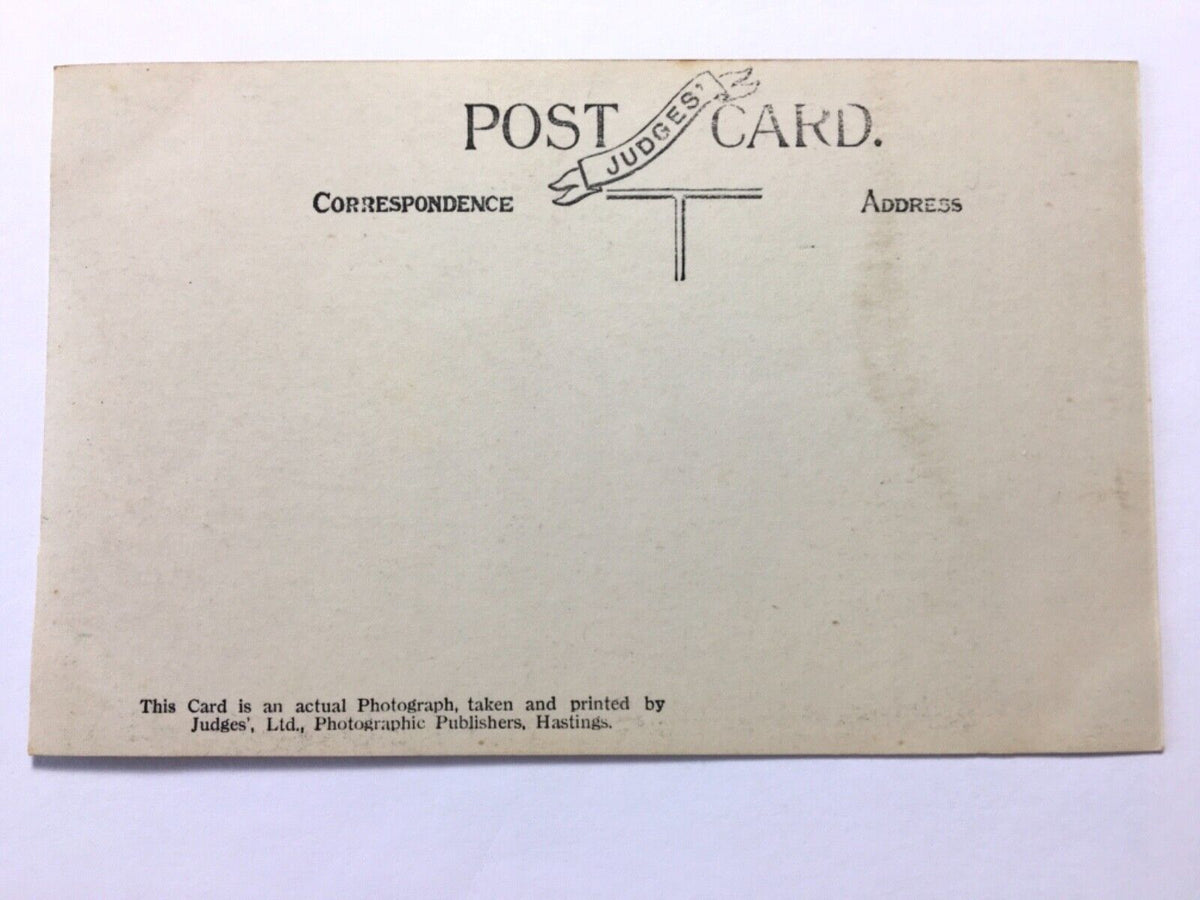 POST JUDGES' CARD.
CORRESPONDENCE ADDRESS
This Card is an actual Photograph, taken and printed by
Judges', Ltd., Photographic Publishers, Hastings.